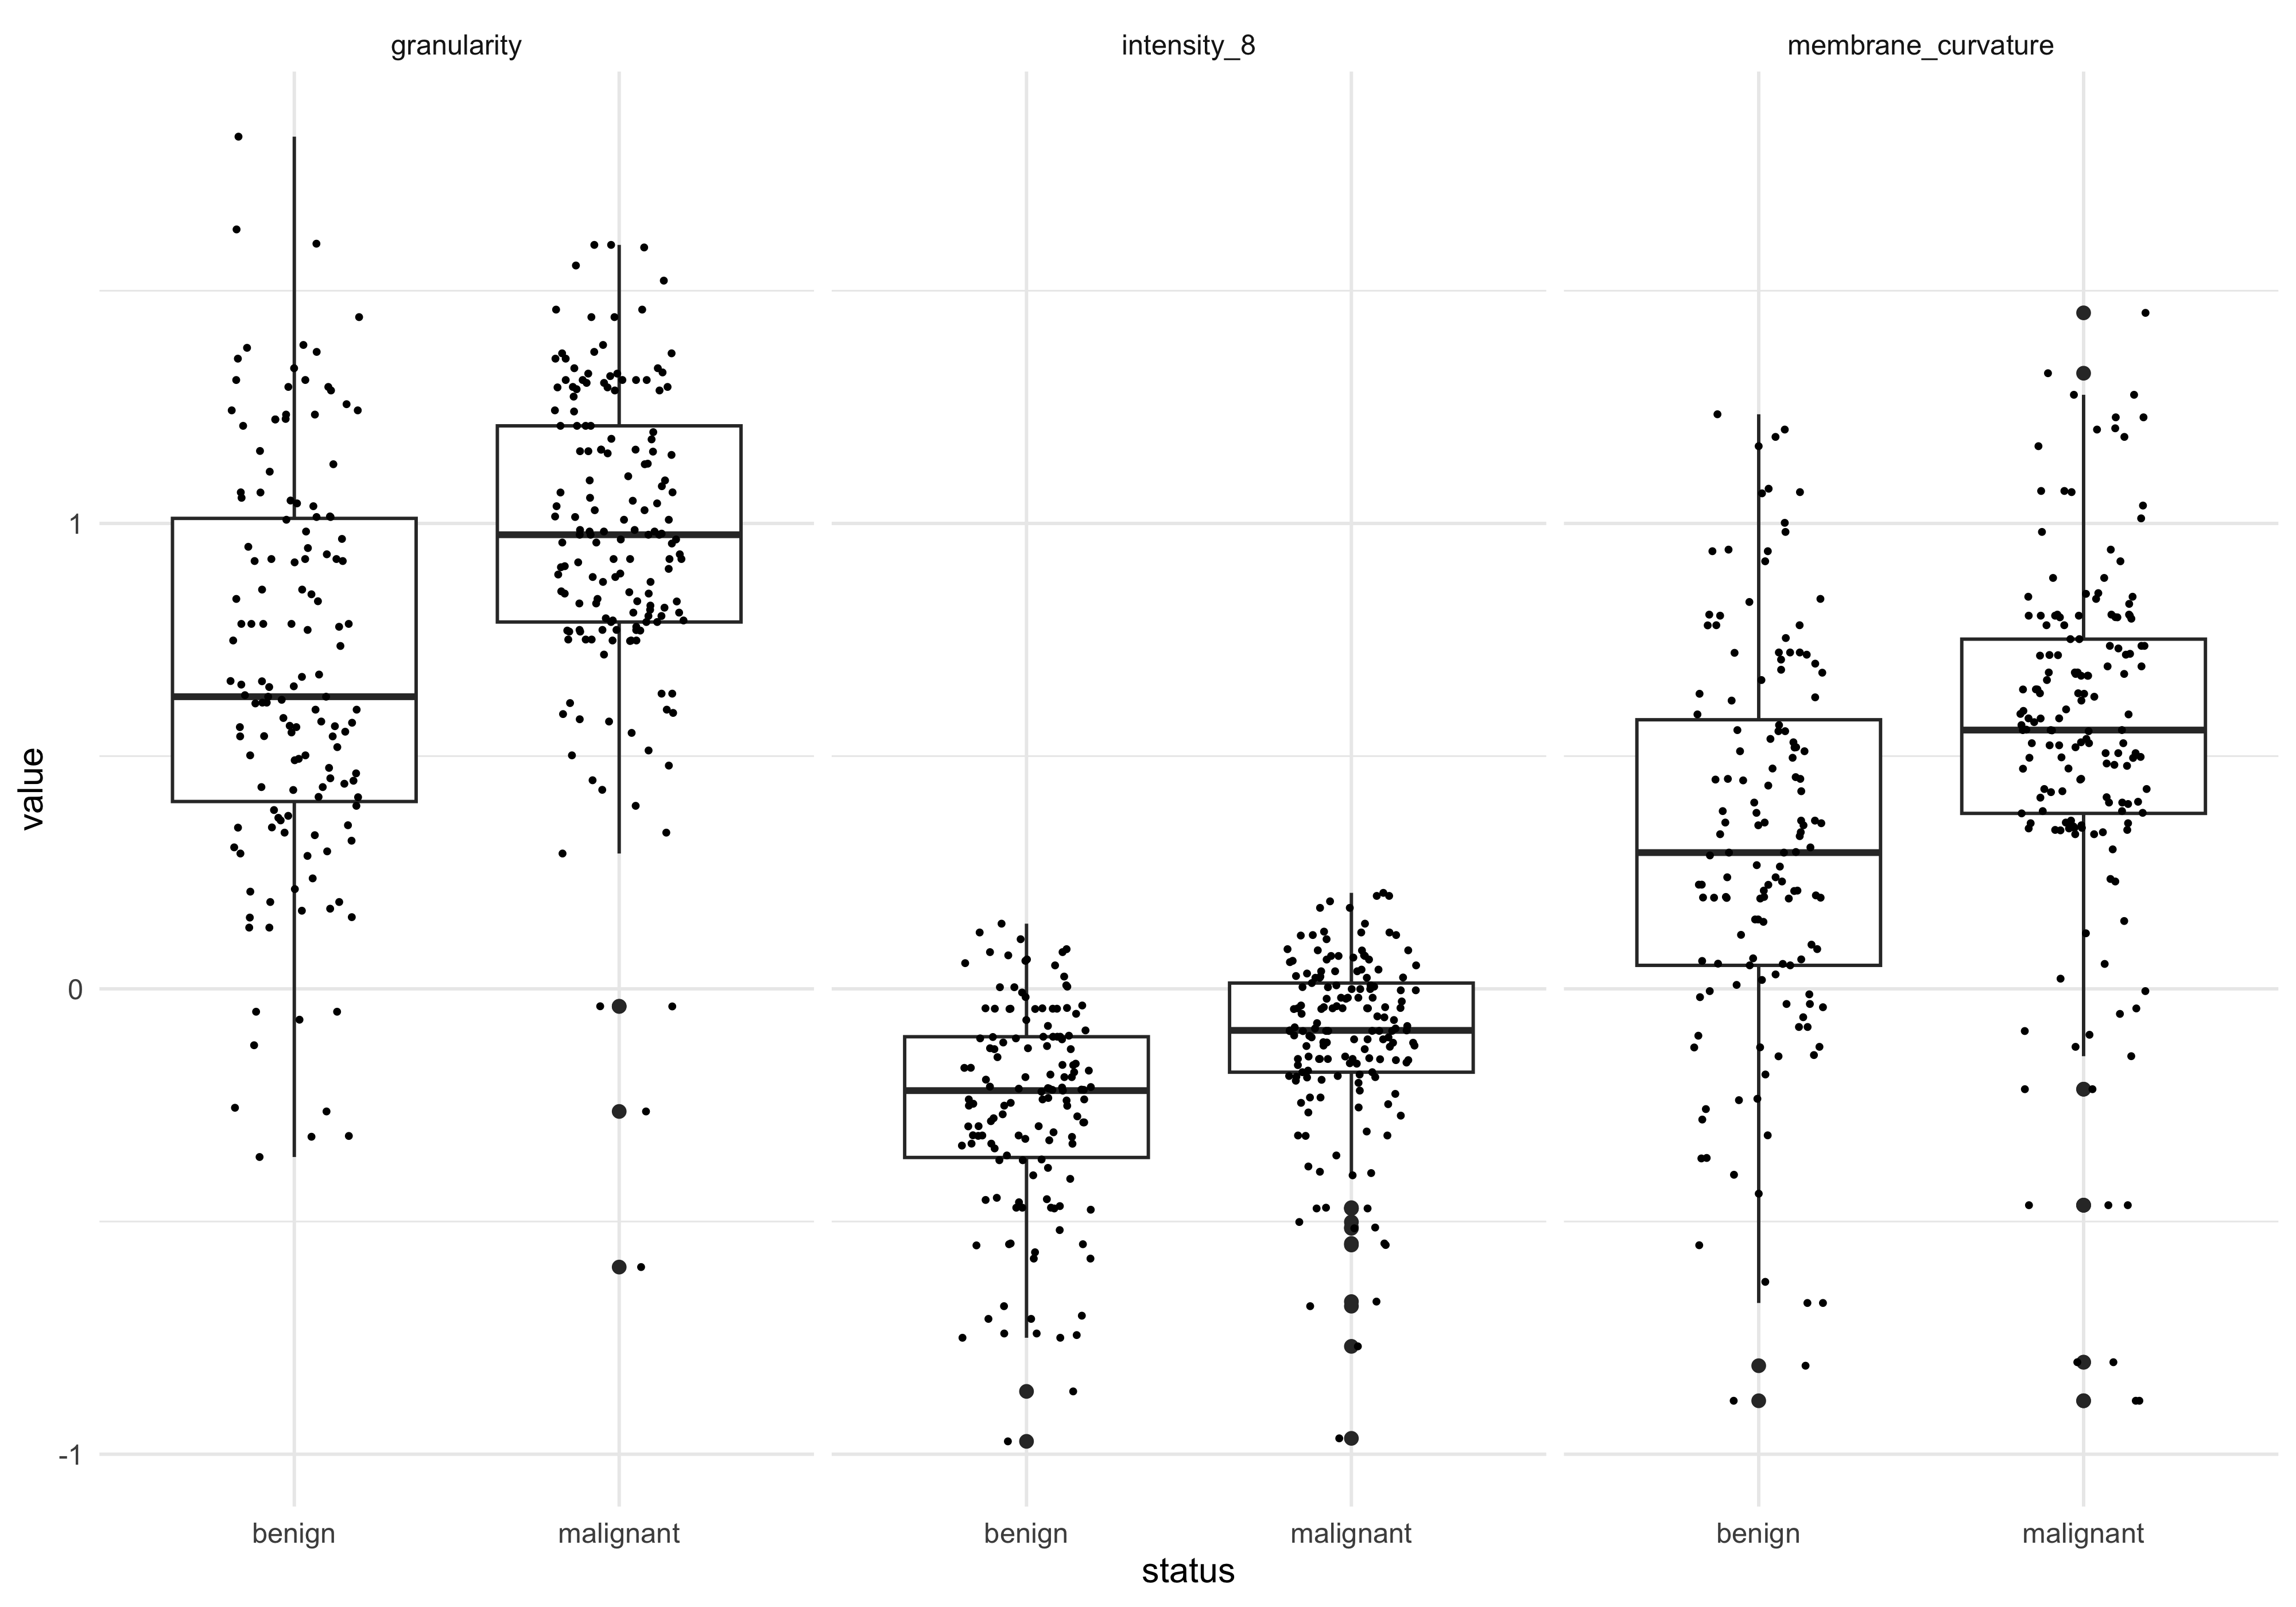 granularity intensity_8 membrane_curvature
value
1
0
-1
benign malignant benign malignant benign malignant
status